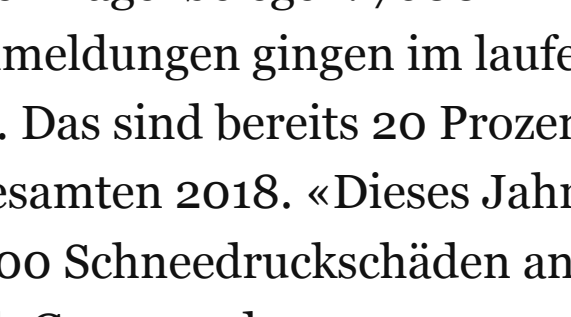 meldungen gingen im laufe
. Das sind bereits 20 Prozen
esamten 2018. «Dieses Jahr
00 Schneedruckschäden an